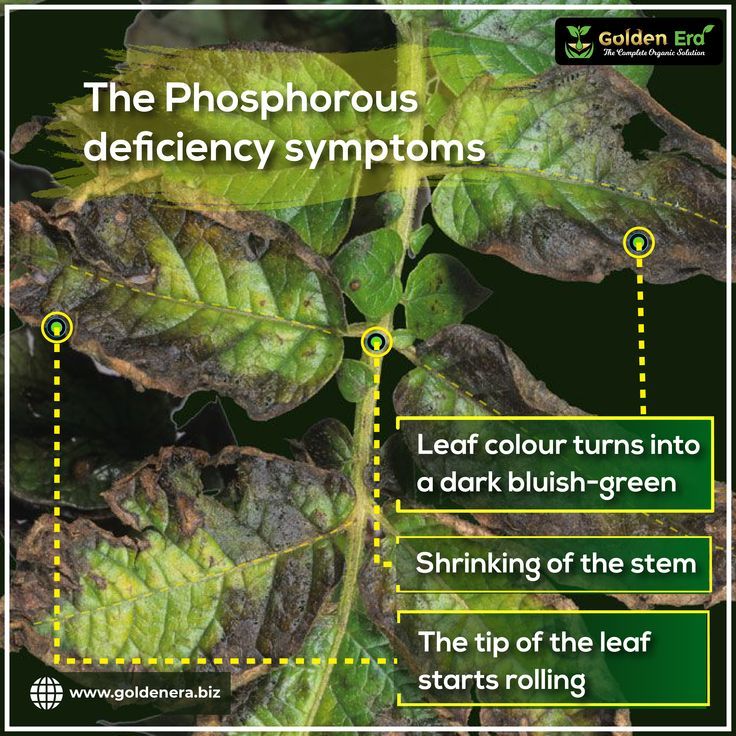 Golden Era
The Complete Organic Solution
The Phosphorous
deficiency symptoms
Leaf colour turns into
a dark bluish-green
Shrinking of the stem
The tip of the leaf
starts rolling
www.goldenera.biz